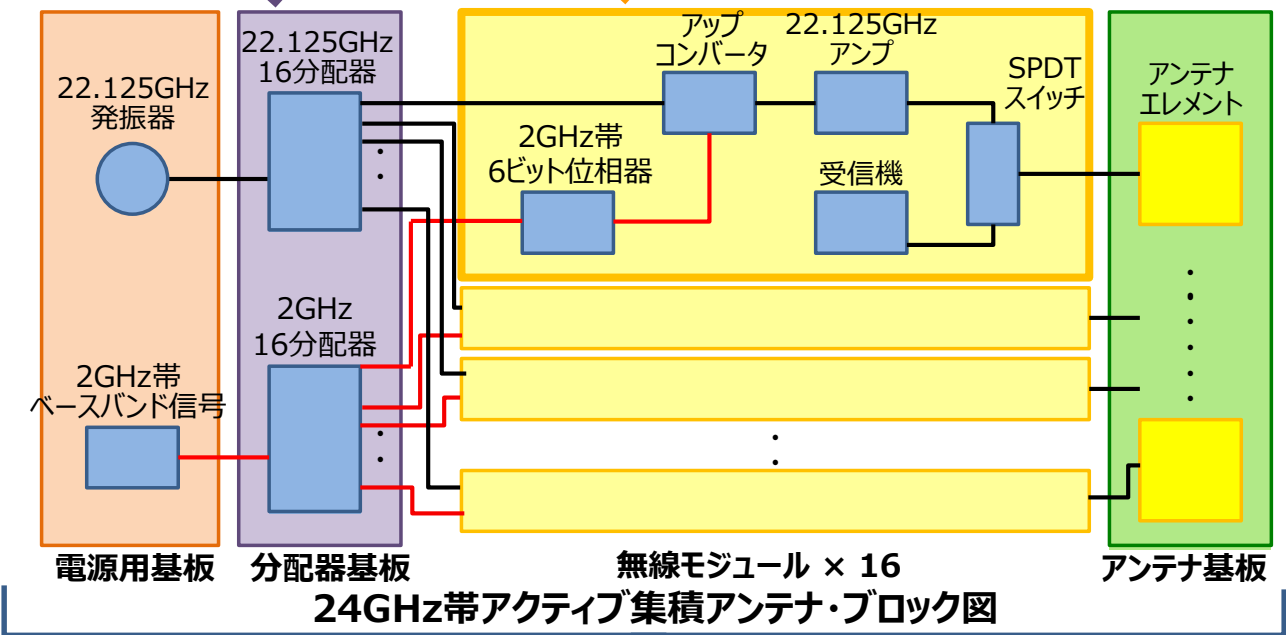 22.125GHz
発振器
2GHz帯
ベースバンド信号
電源用基板
22.125GHz
16分配器
2GHz
16分配器
分配器基板
アップ
コンバータ
22.125GHz
アンプ
SPDT
スイッチ
2GHz帯
6ビット位相器
受信機
無線モジュール × 16
アンテナ
エレメント
アンテナ基板
24GHz帯アクティブ集積アンテナ・ブロック図